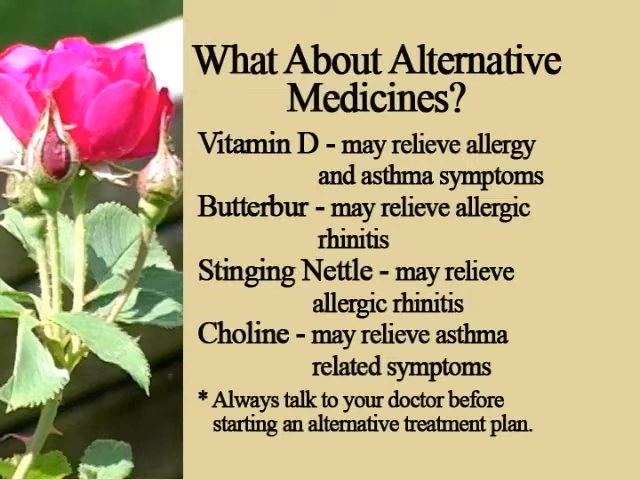 What About Alternative
Medicines?
Vitamin D - may relieve allergy
and asthma symptoms
Butterbur - may relieve allergic
rhinitis
Stinging Nettle - may relieve
allergic rhinitis
Choline - may relieve asthma
related symptoms
* Always talk to your doctor before
starting an alternative treatment plan.